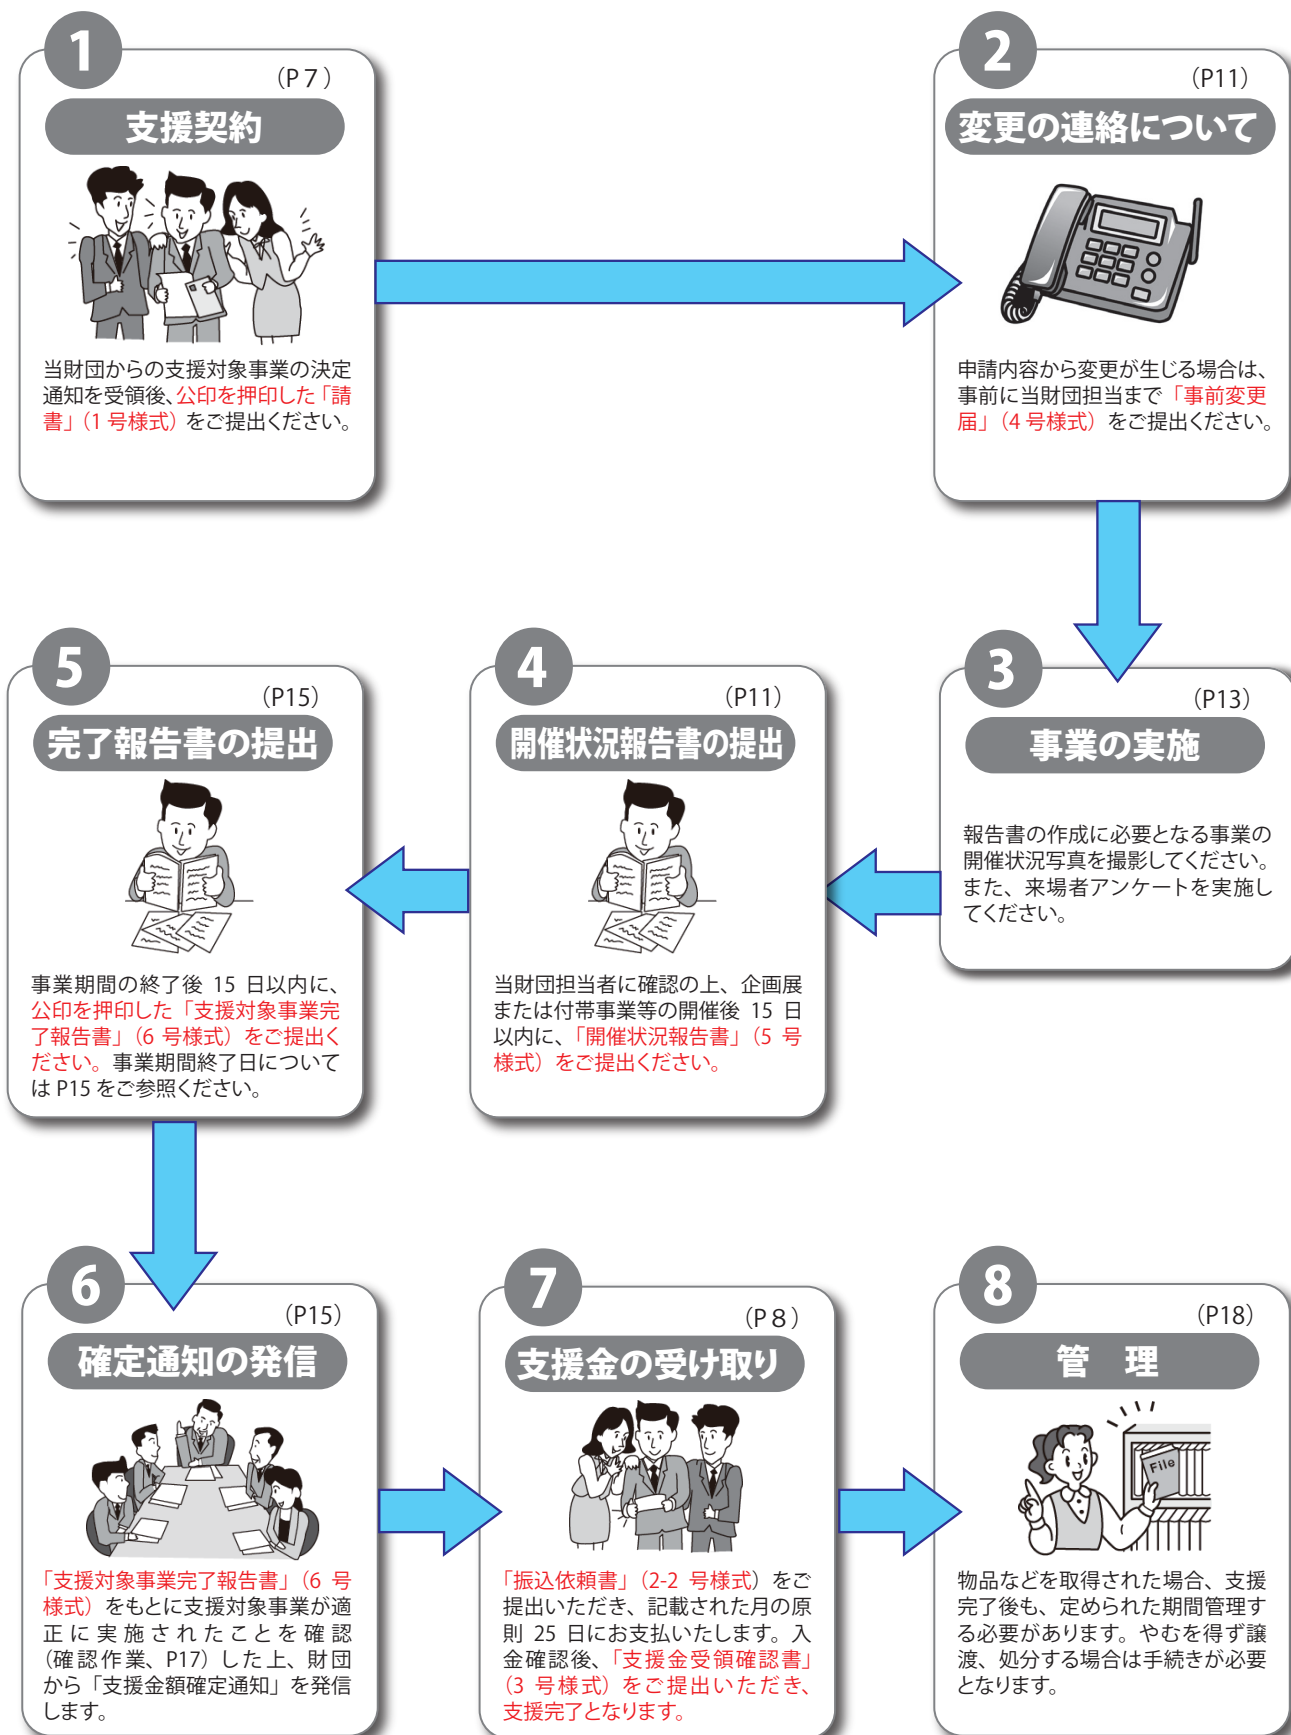 1
（P 7）
支援契約
当財団からの支援対象事業の決定
通知を受領後、公印を押印した「請
書」（1 号様式）をご提出ください。
2
（P11）
変更の連絡について
申請内容から変更が生じる場合は、
事前に当財団担当まで「事前変更
届」（4 号様式）をご提出ください。
3
（P13）
事業の実施
報告書の作成に必要となる事業の
開催状況写真を撮影してください。
また、来場者アンケートを実施し
てください。
4
（P11）
開催状況報告書の提出
当財団担当者に確認の上、企画展
または付帯事業等の開催後 15 日
以内に、「開催状況報告書」（5 号
様式）をご提出ください。
5
（P15）
完了報告書の提出
事業期間の終了後 15 日以内に、
公印を押印した「支援対象事業完
了報告書」（6 号様式）をご提出く
ださい。事業期間終了日について
は P15 をご参照ください。
6
（P15）
確定通知の発信
「支援対象事業完了報告書」（6 号
様式）をもとに支援対象事業が適
正に実施されたことを確認
（確認作業、P17）した上、財団
から「支援金額確定通知」を発信
します。
7
（P 8）
支援金の受け取り
「振込依頼書」（2-2 号様式）をご
提出いただき、記載された月の原
則 25 日にお支払いたします。入
金確認後、「支援金受領確認書」
（3 号様式）をご提出いただき、
支援完了となります。
8
（P18）
管　理
File
物品などを取得された場合、支援
完了後も、定められた期間管理す
る必要があります。やむを得ず譲
渡、処分する場合は手続きが必要
となります。